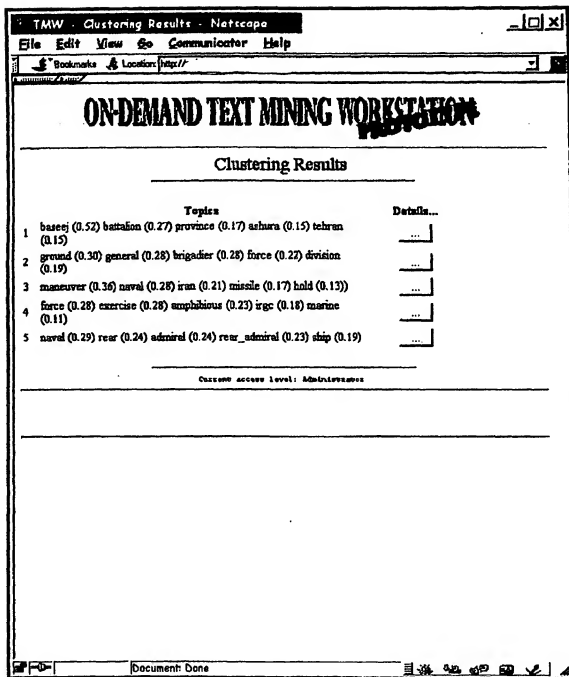 TMW - Clustering Results - Netscape
File Edit View Go Communicator Help
Bookmarks Location: http://
ON-DEMAND TEXT MINING WORKSTATION
PROTOTYPE
Clustering Results
Topics Details...
1 baseej (0.52) battalion (0.27) province (0.17) ashura (0.15) tehran
(0.15)
...
2 ground (0.30) general (0.28) brigadier (0.28) force (0.27) division
(0.19)
...
3 maneuver (0.36) naval (0.28) iran (0.21) missile (0.17) hold (0.13))
...
4 force (0.28) exercise (0.28) amphibious (0.23) irgc (0.18) marine
(0.11)
...
5 naval (0.29) rear (0.24) admiral (0.24) rear_admiral (0.23) ship (0.19)
...
Current access level: Administrator
Document: Done